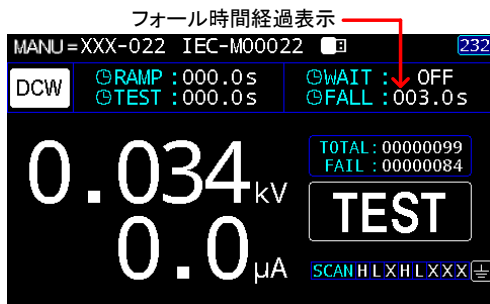 フォール時間経過表示
MANU=XXX-022 IEC-M00022 232
DCW RAMP:000.0s WAIT: OFF
TEST:000.0s FALL:003.0s
0.034kV
TOTAL:00000099
FAIL:00000084
TEST
0.0µA
SCAN H L X H L X X X